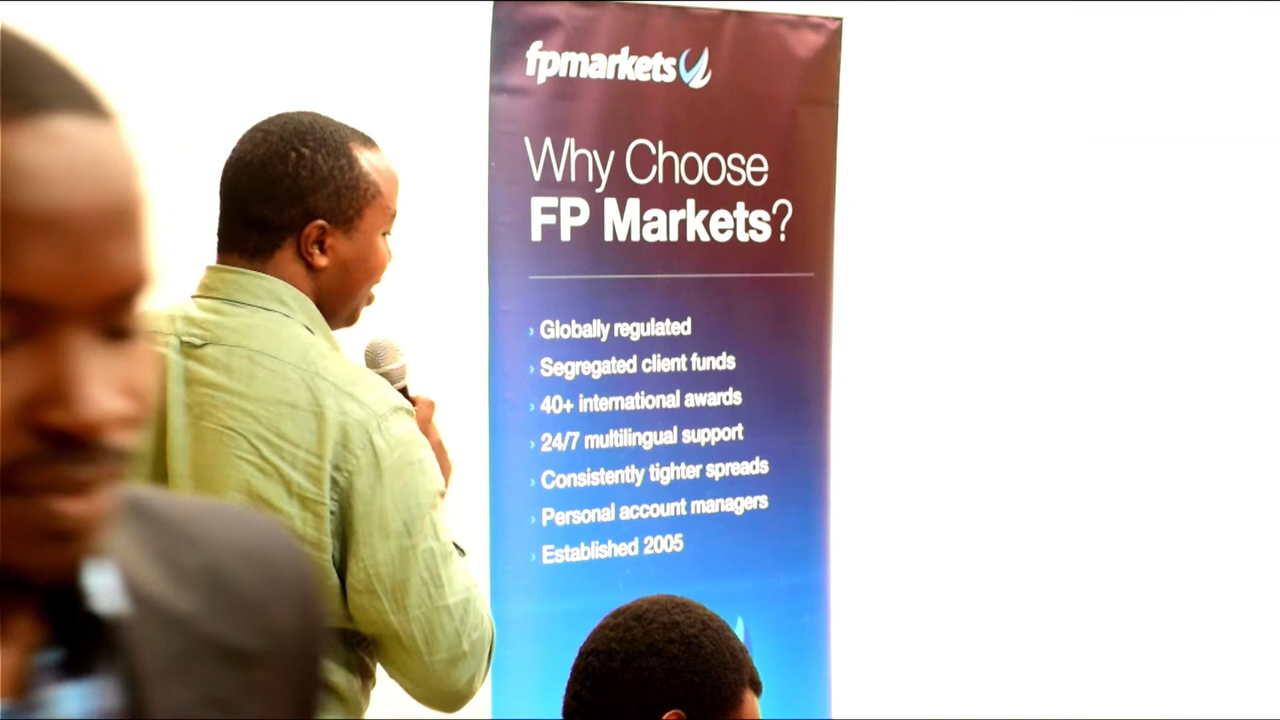 fpmarkets
Why Choose
FP Markets?
› Globally regulated
› Segregated client funds
› 40+ international awards
› 24/7 multilingual support
› Consistently tighter spreads
› Personal account managers
› Established 2005